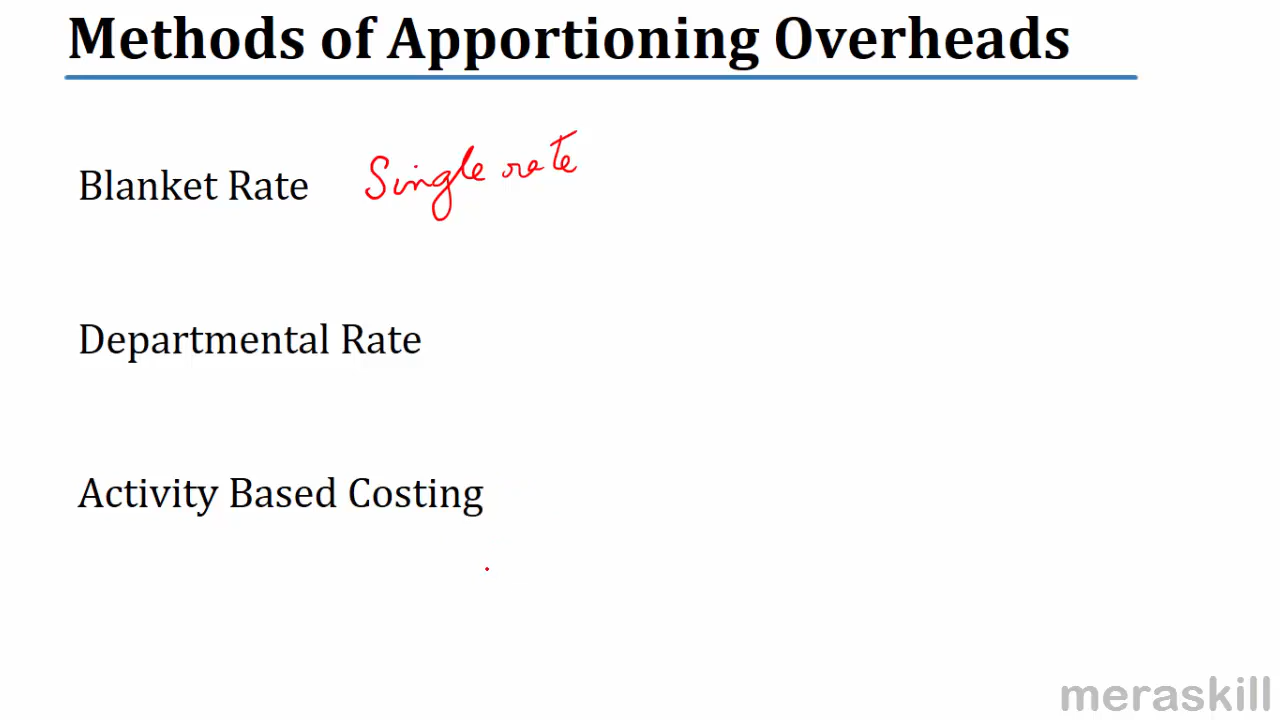 Methods of Apportioning Overheads
Blanket Rate Single rate
Departmental Rate
Activity Based Costing
meraskill